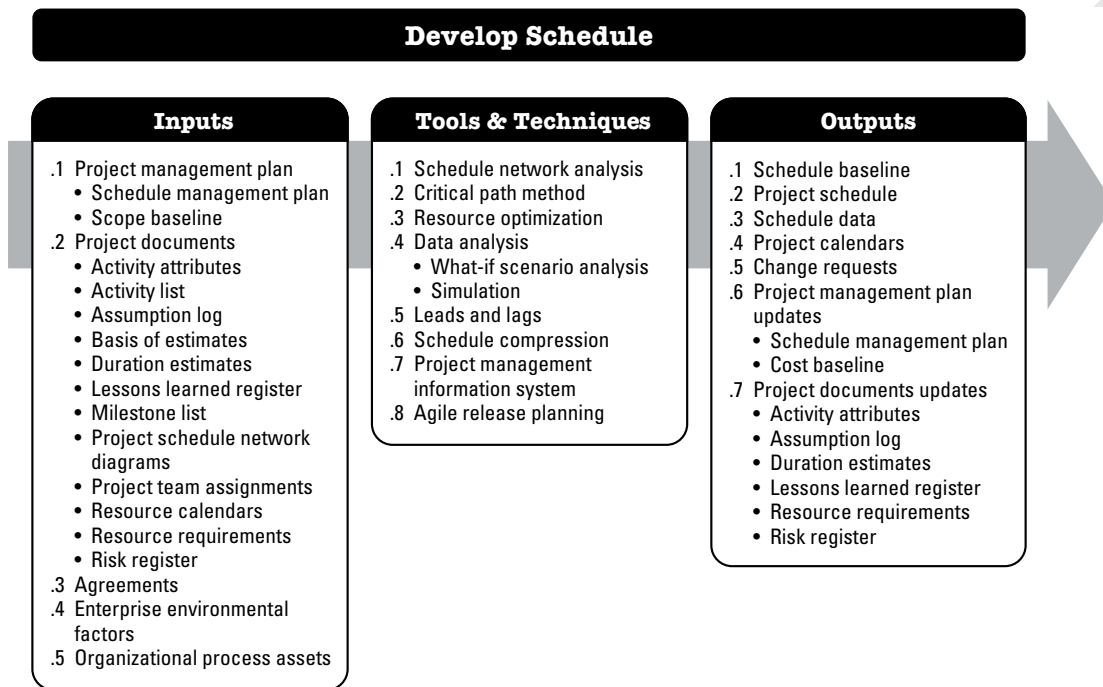 Develop Schedule
Inputs
.1 Project management plan
• Schedule management plan
• Scope baseline
.2 Project documents
• Activity attributes
• Activity list
• Assumption log
• Basis of estimates
• Duration estimates
• Lessons learned register
• Milestone list
• Project schedule network
diagrams
• Project team assignments
• Resource calendars
• Resource requirements
• Risk register
.3 Agreements
.4 Enterprise environmental
factors
.5 Organizational process assets
Tools & Techniques
.1 Schedule network analysis
.2 Critical path method
.3 Resource optimization
.4 Data analysis
• What-if scenario analysis
• Simulation
.5 Leads and lags
.6 Schedule compression
.7 Project management
information system
.8 Agile release planning
Outputs
.1 Schedule baseline
.2 Project schedule
.3 Schedule data
.4 Project calendars
.5 Change requests
.6 Project management plan
updates
• Schedule management plan
• Cost baseline
.7 Project documents updates
• Activity attributes
• Assumption log
• Duration estimates
• Lessons learned register
• Resource requirements
• Risk register